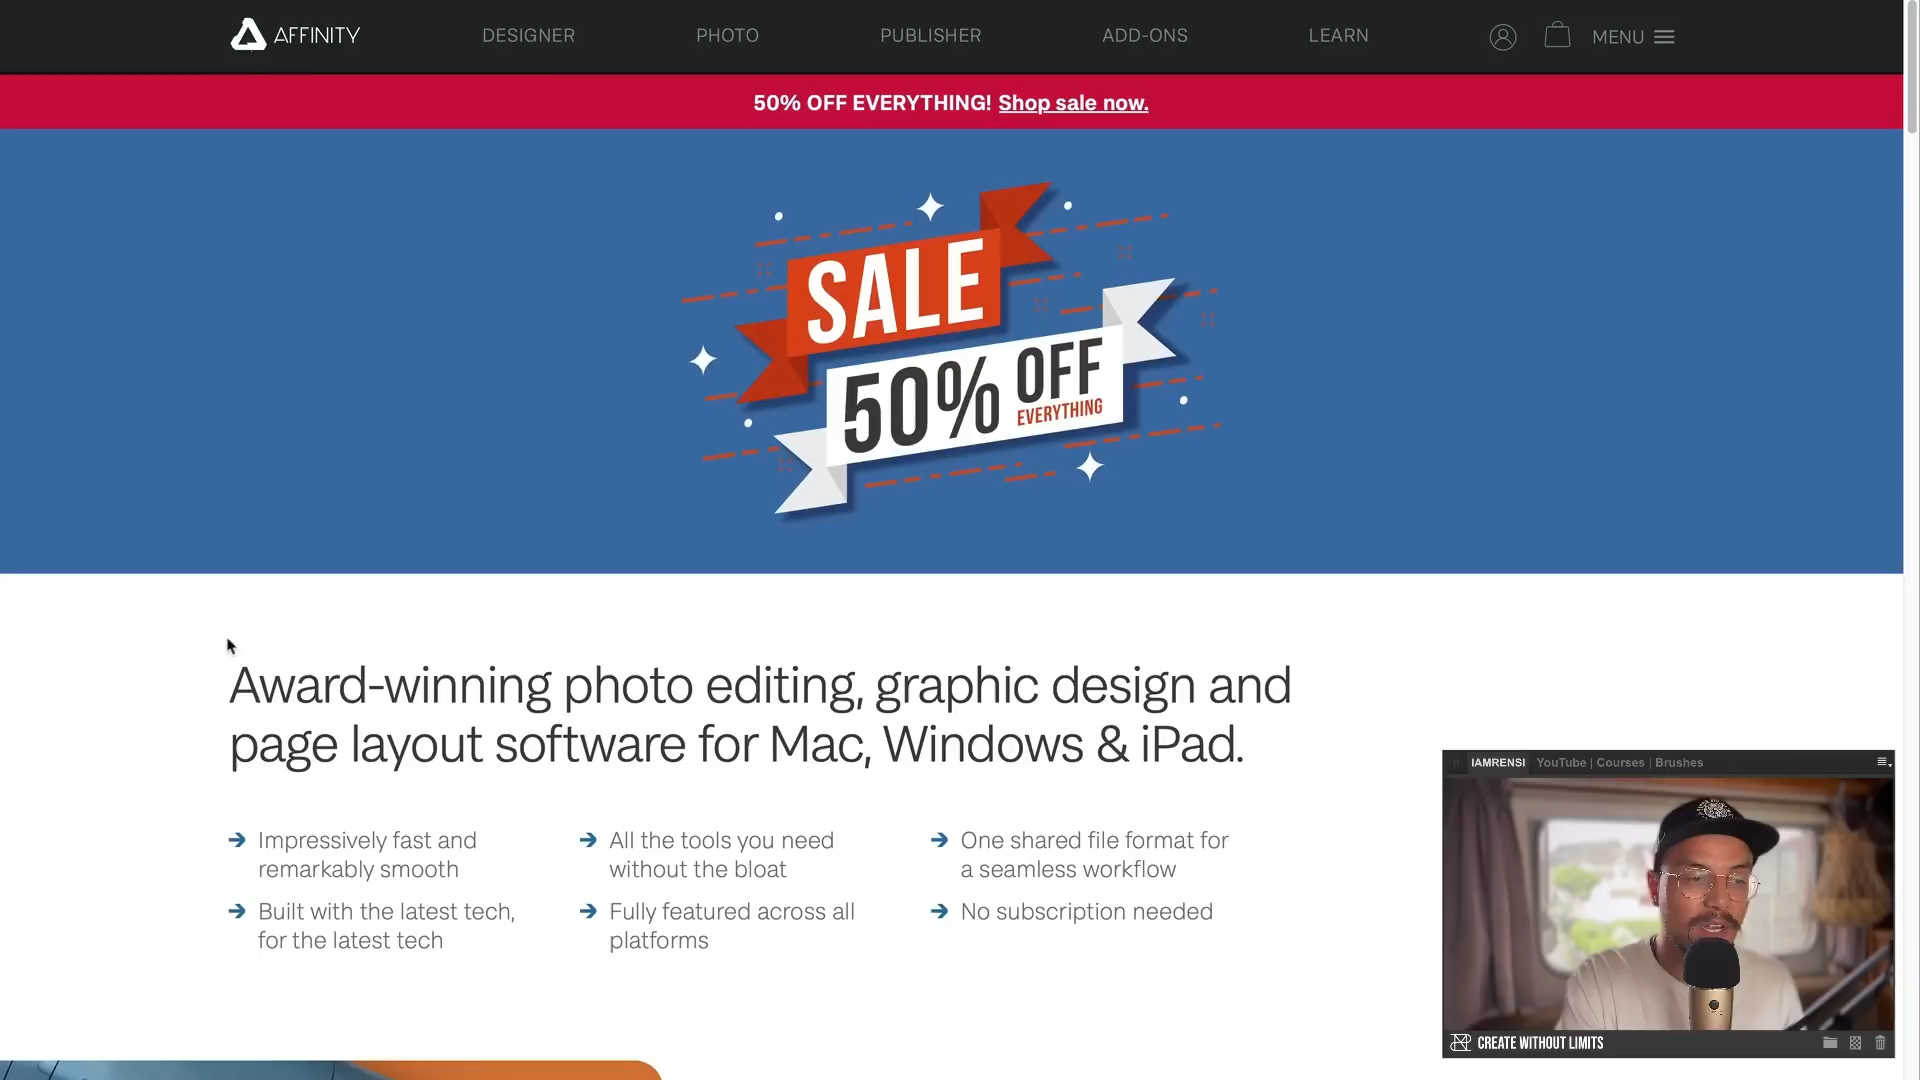 AFFINITY
DESIGNER
PHOTO
PUBLISHER
ADD-ONS
LEARN
MENU
50% OFF EVERYTHING! Shop sale now.
SALE
50% OFF
EVERYTHING
Award-winning photo editing, graphic design and
page layout software for Mac, Windows & iPad.
Impressively fast and
remarkably smooth
All the tools you need
without the bloat
One shared file format for
a seamless workflow
Built with the latest tech,
for the latest tech
Fully featured across all
platforms
No subscription needed
IAMRENSI YouTube | Courses | Brushes
CREATE WITHOUT LIMITS